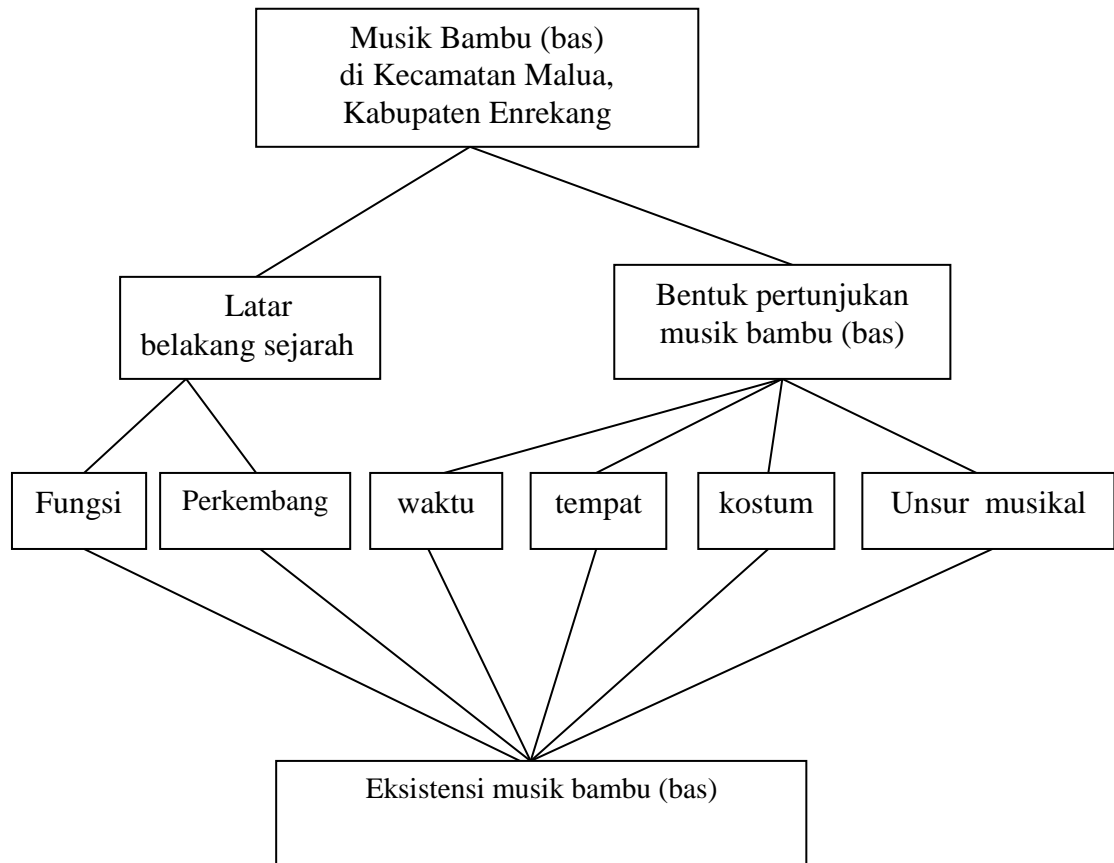 Musik Bambu (bas)
di Kecamatan Malua,
Kabupaten Enrekang
Latar
belakang sejarah
Bentuk pertunjukan
musik bambu (bas)
Fungsi
Perkembang
waktu
tempat
kostum
Unsur musikal
Eksistensi musik bambu (bas)